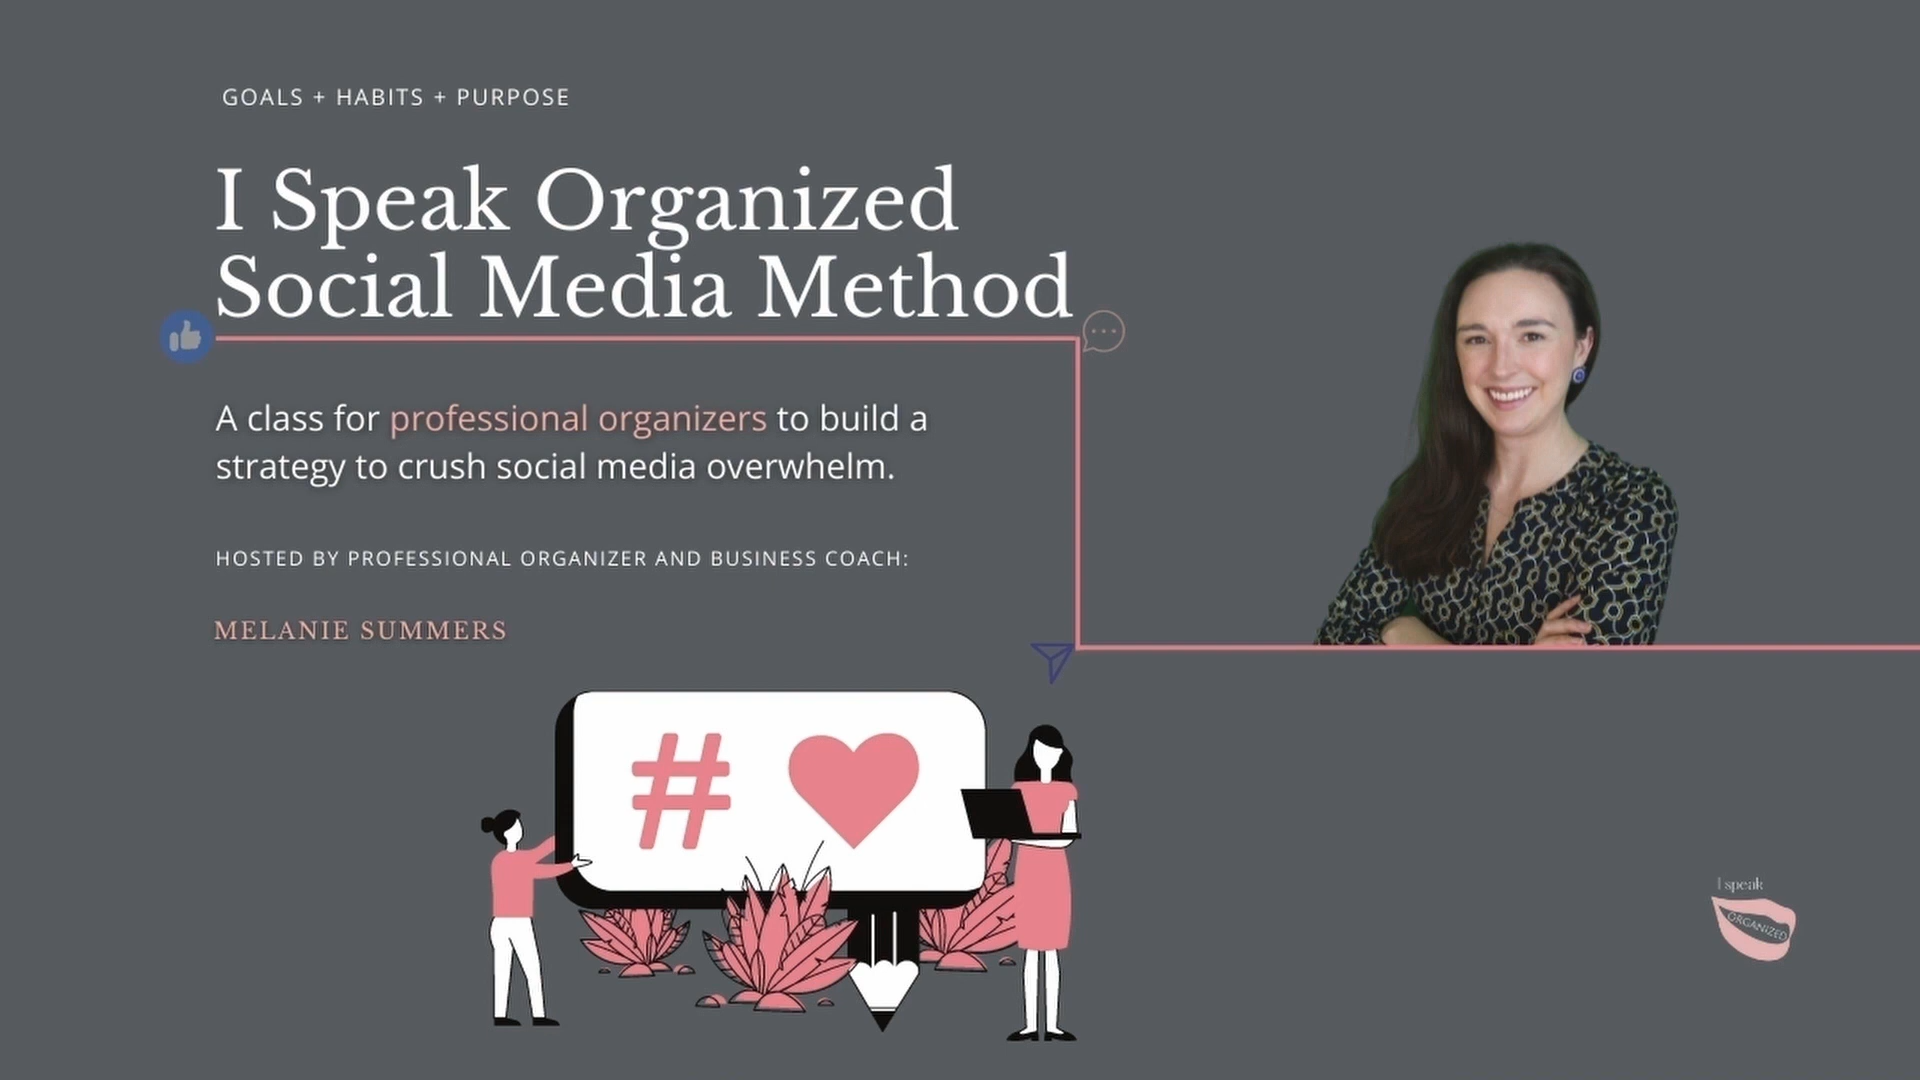 GOALS + HABITS + PURPOSE
I Speak Organized
Social Media Method
A class for professional organizers to build a
strategy to crush social media overwhelm.
HOSTED BY PROFESSIONAL ORGANIZER AND BUSINESS COACH:
MELANIE SUMMERS
#
I speak
ORGANIZED